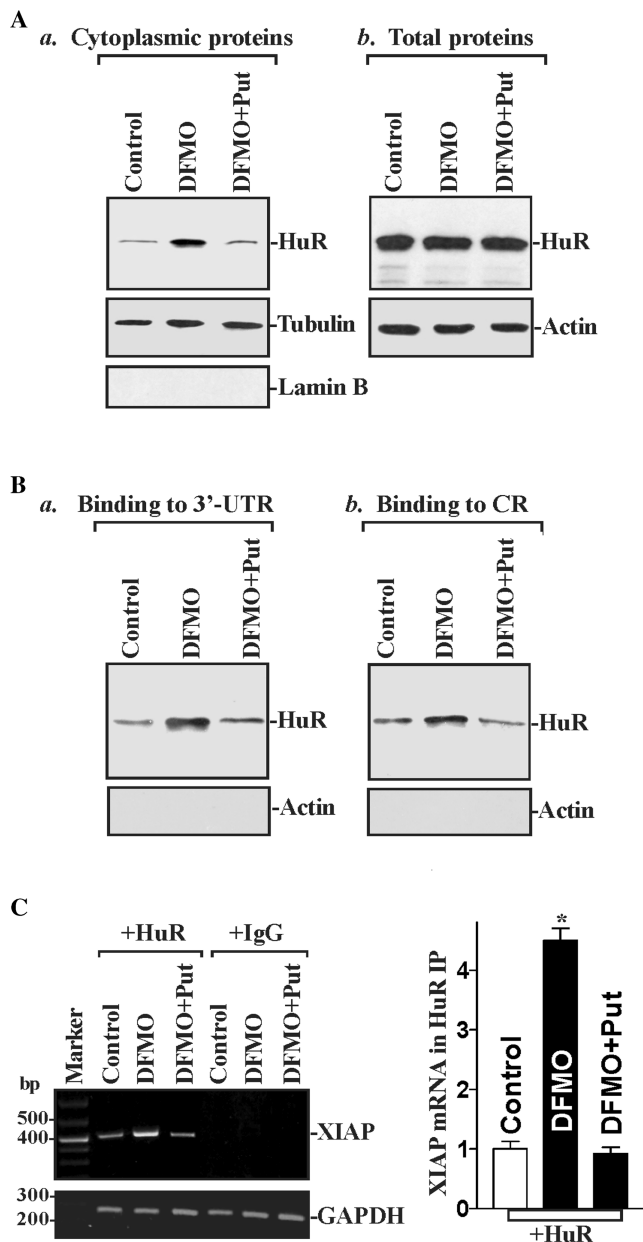 A
a. Cytoplasmic proteins
b. Total proteins
Control
DMFO
DFMO+Put
Control
DFMO
DFMO+Put
-HuR
-HuR
-Tubulin
-Actin
-Lamin B
B
a. Binding to 3'-UTR
b. Binding to CR
Control
DFMO
DFMO+Put
Control
DFMO
DFMO+Put
-HuR
-HuR
-Actin
-Actin
C
+HuR
+IgG
Marker
Control
DFMO
DFMO+Put
Control
DFMO
DFMO+Put
bp
500
400
-XIAP
300
200
-GAPDH
XIAP mRNA in HuR IP
4
3
2
1
0
*
Control
DFMO
DFMO+Put
+HuR